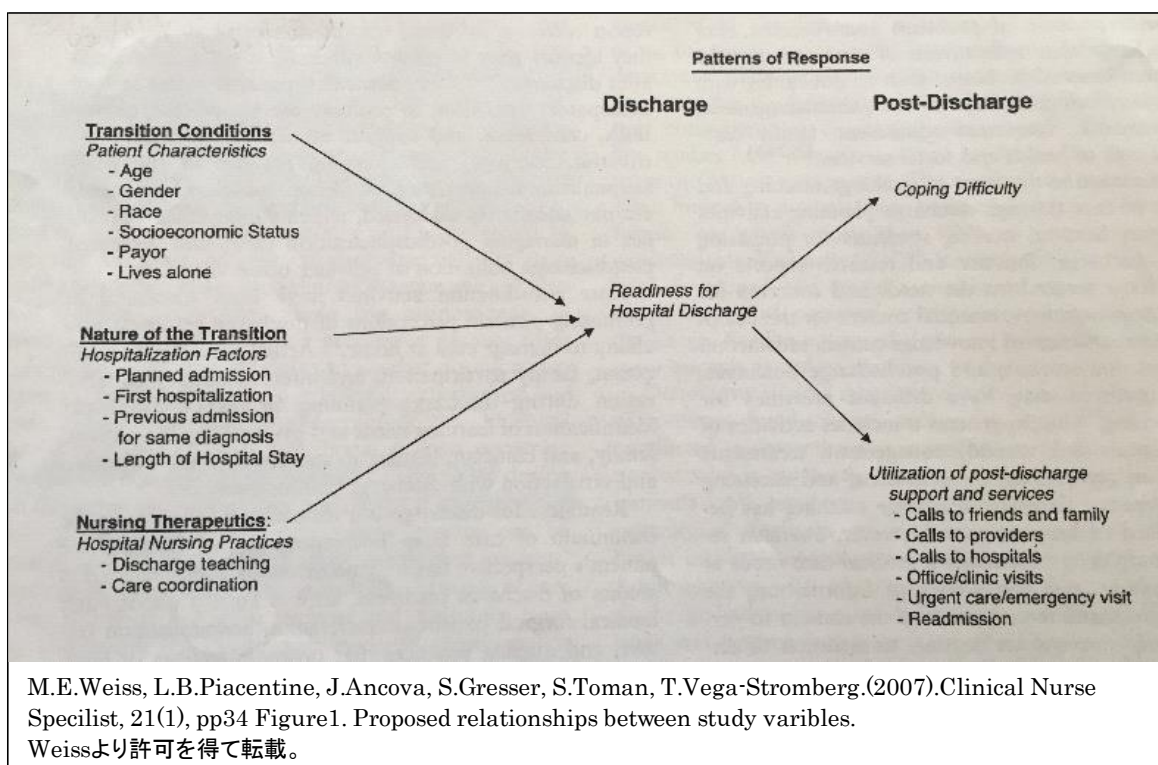 Patterns of Response
Discharge
Post-Discharge
Transition Conditions
Patient Characteristics
- Age
- Gender
- Race
- Socioeconomic Status
- Payor
- Lives alone
Nature of the Transition
Hospitalization Factors
- Planned admission
- First hospitalization
- Previous admission
for same diagnosis
- Length of Hospital Stay
Nursing Therapeutics:
Hospital Nursing Practices
- Discharge teaching
- Care coordination
Readiness for
Hospital Discharge
Coping Difficulty
Utilization of post-discharge
support and services
- Calls to friends and family
- Calls to providers
- Calls to hospitals
- Office/clinic visits
- Urgent care/emergency visit
- Readmission
M.E.Weiss, L.B.Piacentine, J.Ancova, S.Gresser, S.Toman, T.Vega-Stromberg.(2007).Clinical Nurse
Specilist, 21(1), pp34 Figure1. Proposed relationships between study varibles.
Weissより許可を得て転載。